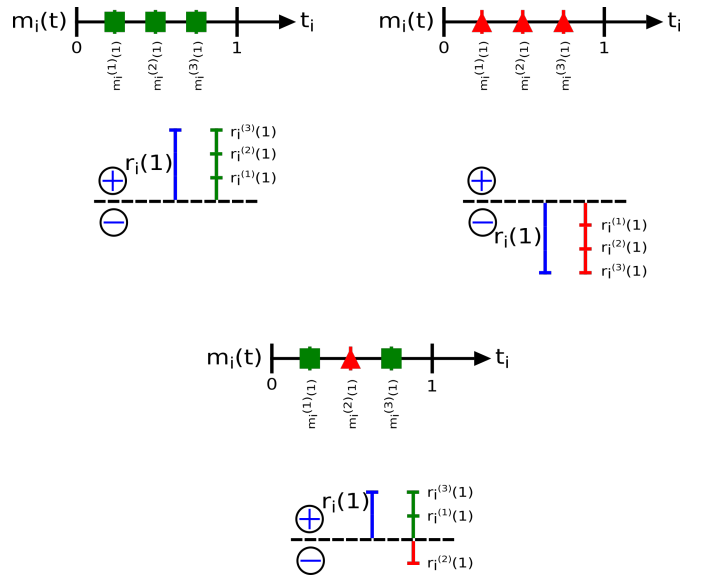 mᵢ(t) tᵢ
0 1
mᵢ⁽¹⁾(1) mᵢ⁽²⁾(1) mᵢ⁽³⁾(1)
rᵢ(1)
rᵢ⁽³⁾(1)
rᵢ⁽²⁾(1)
rᵢ⁽¹⁾(1)
+
−
mᵢ(t) tᵢ
0 1
mᵢ⁽¹⁾(1) mᵢ⁽²⁾(1) mᵢ⁽³⁾(1)
+
−
rᵢ(1)
rᵢ⁽¹⁾(1)
rᵢ⁽²⁾(1)
rᵢ⁽³⁾(1)
mᵢ(t) tᵢ
0 1
mᵢ⁽¹⁾(1) mᵢ⁽²⁾(1) mᵢ⁽³⁾(1)
rᵢ(1)
rᵢ⁽³⁾(1)
rᵢ⁽¹⁾(1)
+
−
rᵢ⁽²⁾(1)